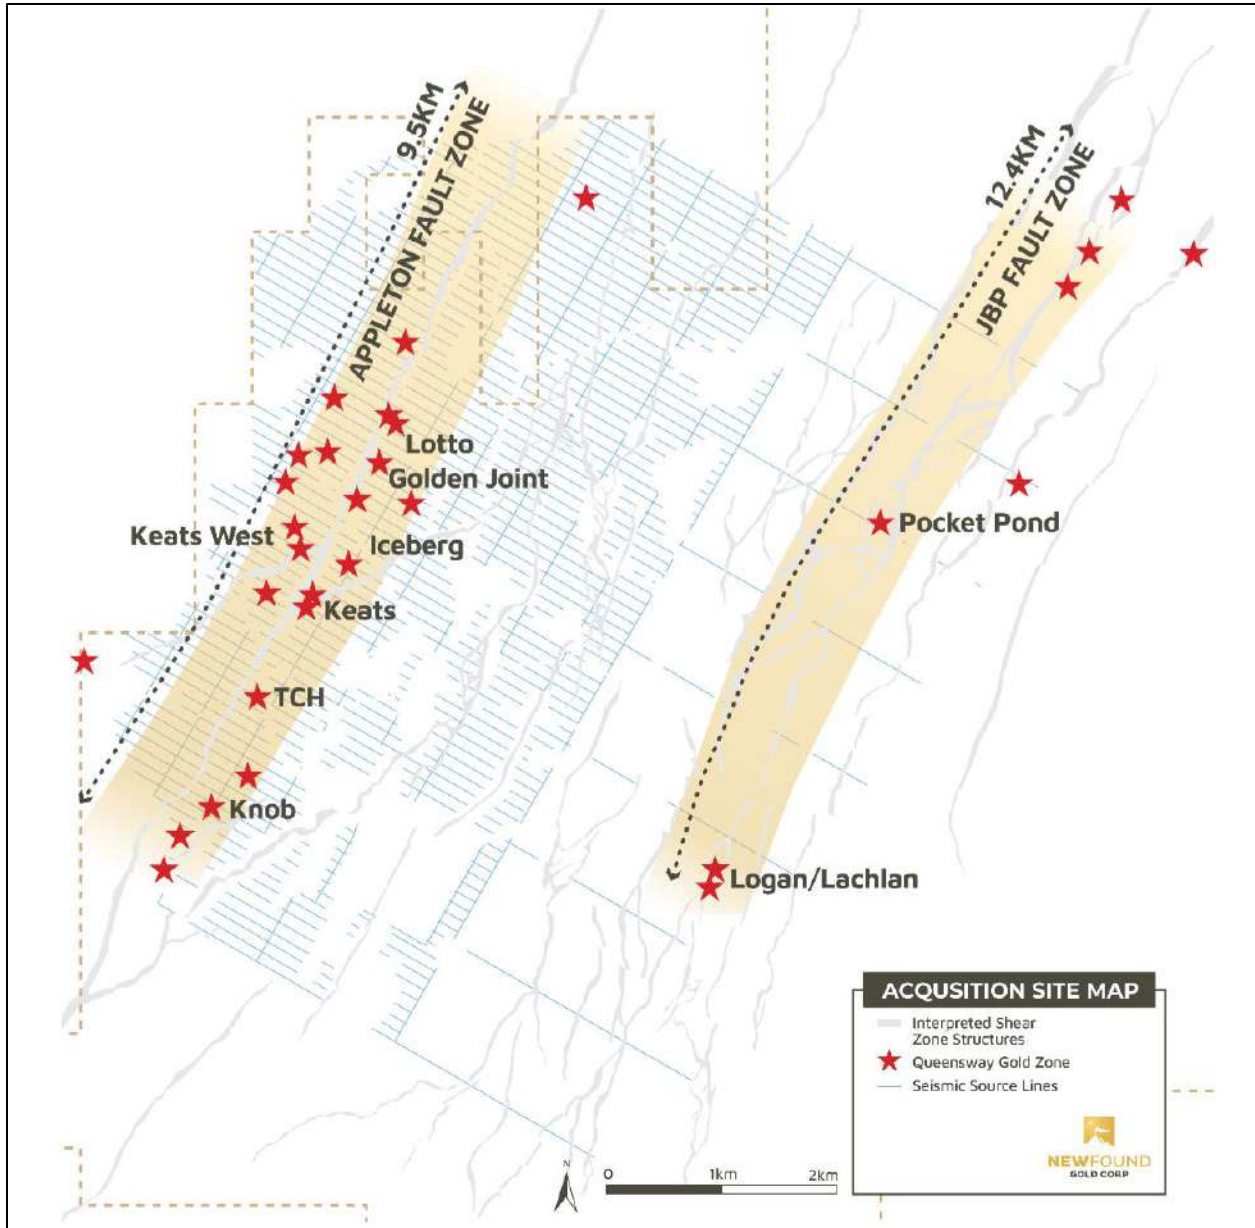 9.5KM
APPLETON FAULT ZONE
12.4KM
JBP FAULT ZONE
Lotto
Golden Joint
Keats West
Iceberg
Pocket Pond
Keats
TCH
Knob
Logan/Lachlan
ACQUSITION SITE MAP
Interpreted Shear
Zone Structures
Queensway Gold Zone
Seismic Source Lines
NEWFOUND
GOLD CORP
N
0 1km 2km